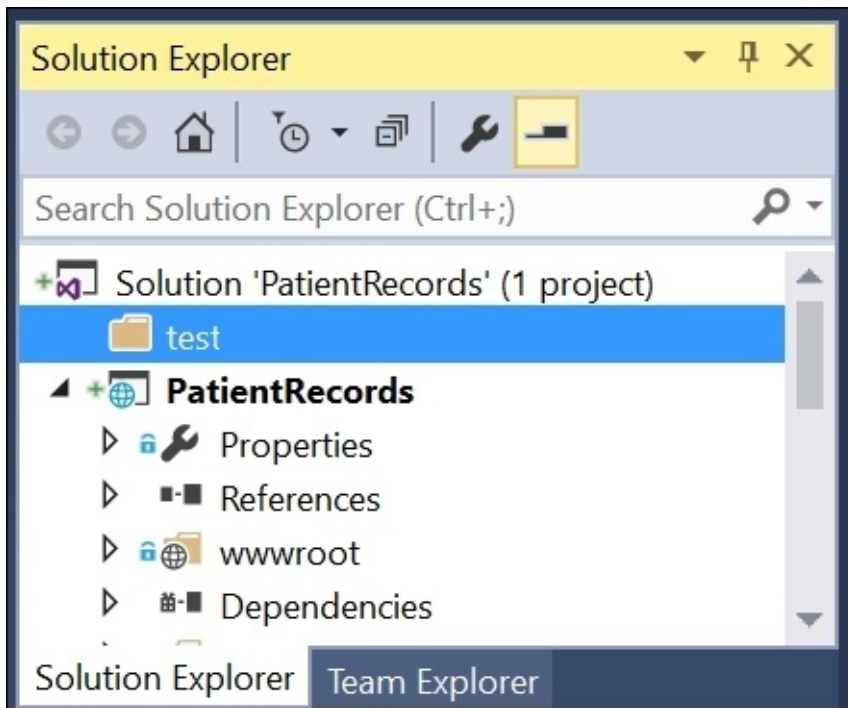 Solution Explorer
Search Solution Explorer (Ctrl+;)
Solution 'PatientRecords' (1 project)
test
PatientRecords
Properties
References
wwwroot
Dependencies
Solution Explorer
Team Explorer